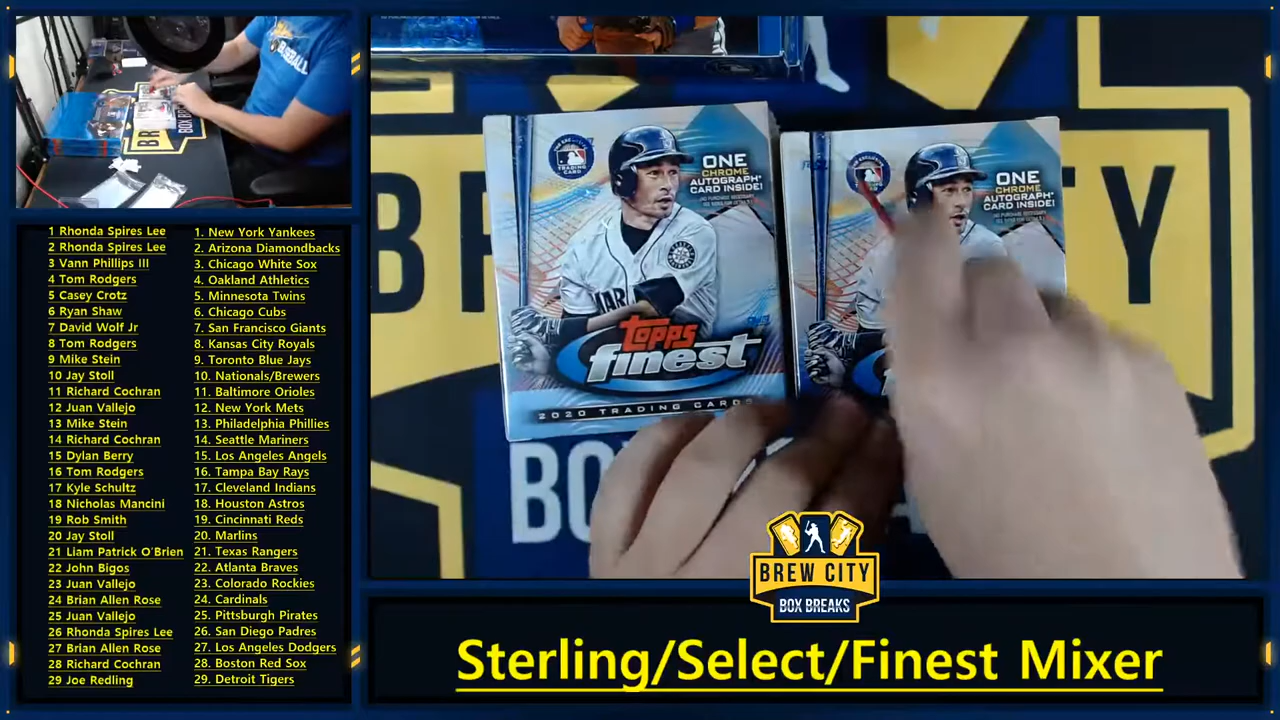 1 Rhonda Spires Lee
2 Rhonda Spires Lee
3 Vann Phillips III
4 Tom Rodgers
5 Casey Crotz
6 Ryan Shaw
7 David Wolf Jr
8 Tom Rodgers
9 Mike Stein
10 Jay Stoll
11 Richard Cochran
12 Juan Vallejo
13 Mike Stein
14 Richard Cochran
15 Dylan Berry
16 Tom Rodgers
17 Kyle Schultz
18 Nicholas Mancini
19 Rob Smith
20 Jay Stoll
21 Liam Patrick O'Brien
22 John Bigos
23 Juan Vallejo
24 Brian Allen Rose
25 Juan Vallejo
26 Rhonda Spires Lee
27 Brian Allen Rose
28 Richard Cochran
29 Joe Redling
1. New York Yankees
2. Arizona Diamondbacks
3. Chicago White Sox
4. Oakland Athletics
5. Minnesota Twins
6. Chicago Cubs
7. San Francisco Giants
8. Kansas City Royals
9. Toronto Blue Jays
10. Nationals/Brewers
11. Baltimore Orioles
12. New York Mets
13. Philadelphia Phillies
14. Seattle Mariners
15. Los Angeles Angels
16. Tampa Bay Rays
17. Cleveland Indians
18. Houston Astros
19. Cincinnati Reds
20. Marlins
21. Texas Rangers
22. Atlanta Braves
23. Colorado Rockies
24. Cardinals
25. Pittsburgh Pirates
26. San Diego Padres
27. Los Angeles Dodgers
28. Boston Red Sox
29. Detroit Tigers
ONE
CHROME
AUTOGRAPH*
CARD INSIDE!
TOPPS
finest
2020 TRADING CARDS
ONE
CHROME
AUTOGRAPH*
CARD INSIDE!
BREW CITY
BOX BREAKS
Sterling/Select/Finest Mixer